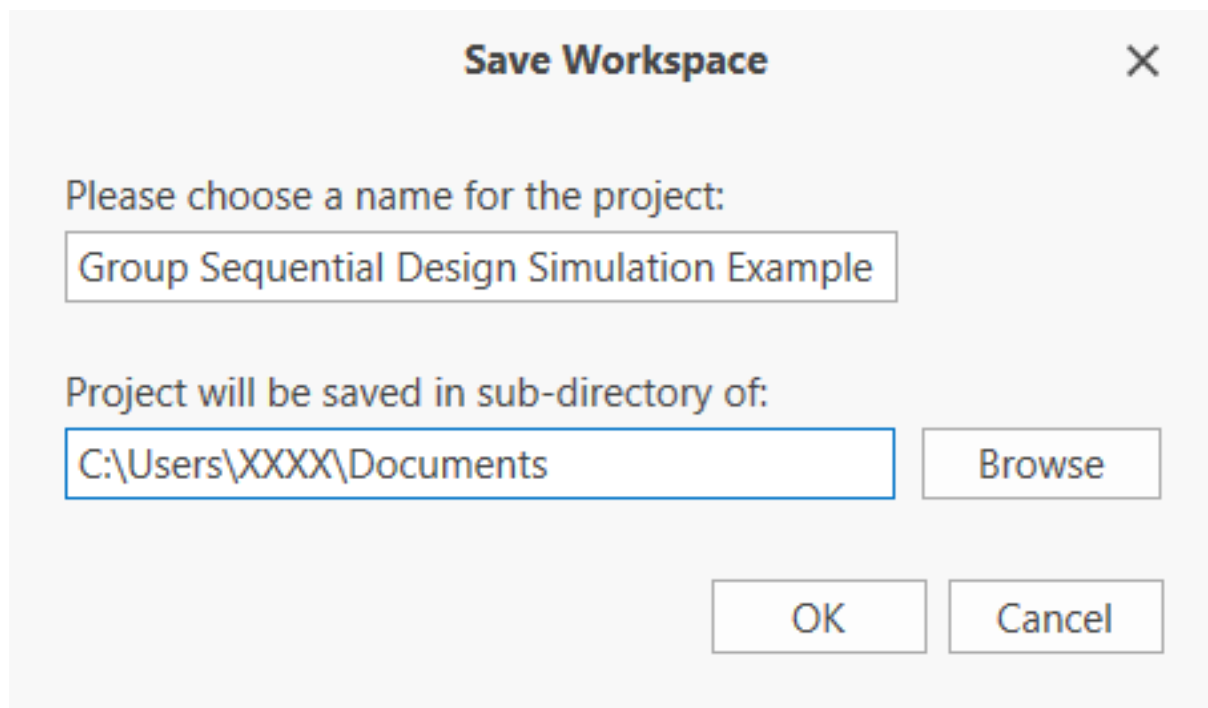 Save Workspace
Please choose a name for the project:
Group Sequential Design Simulation Example
Project will be saved in sub-directory of:
C:\Users\XXXX\Documents
Browse
OK
Cancel